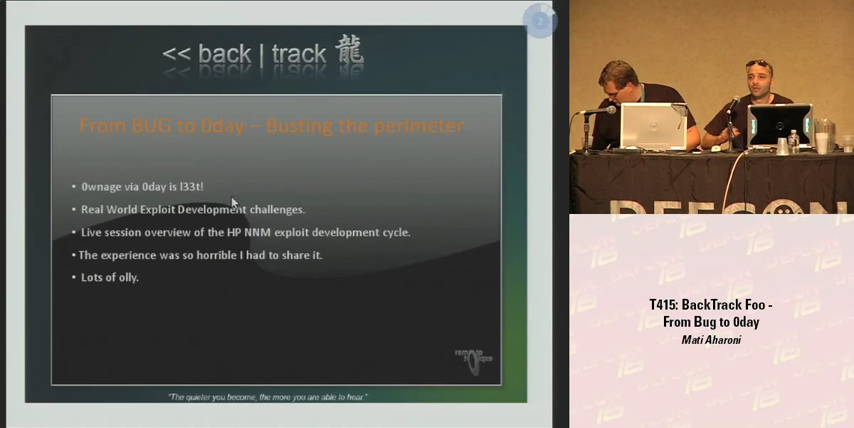 2
<< back | track 龍
From BUG to 0day – Busting the perimeter
• 0wnage via 0day is l33t!
• Real World Exploit Development challenges.
• Live session overview of the HP NNM exploit development cycle.
• The experience was so horrible I had to share it.
• Lots of olly.
"The quieter you become, the more you are able to hear."
DEFCON
T415: BackTrack Foo -
From Bug to 0day
Mati Aharoni